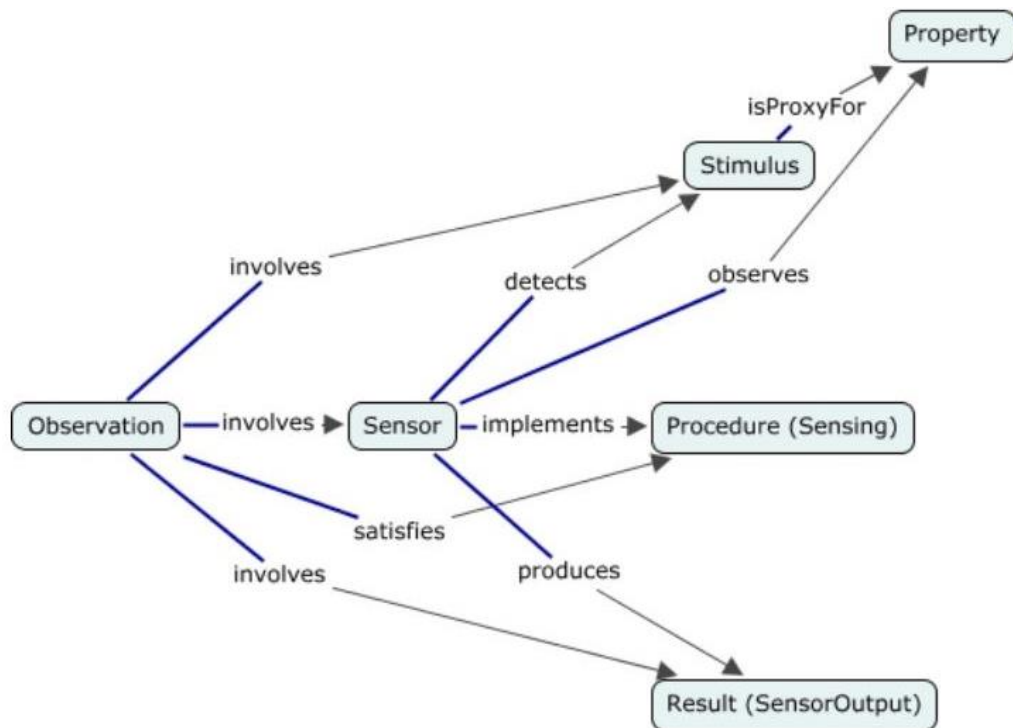 Property
isProxyFor
Stimulus
involves
detects
observes
Observation
involves
Sensor
implements
Procedure (Sensing)
satisfies
involves
produces
Result (SensorOutput)